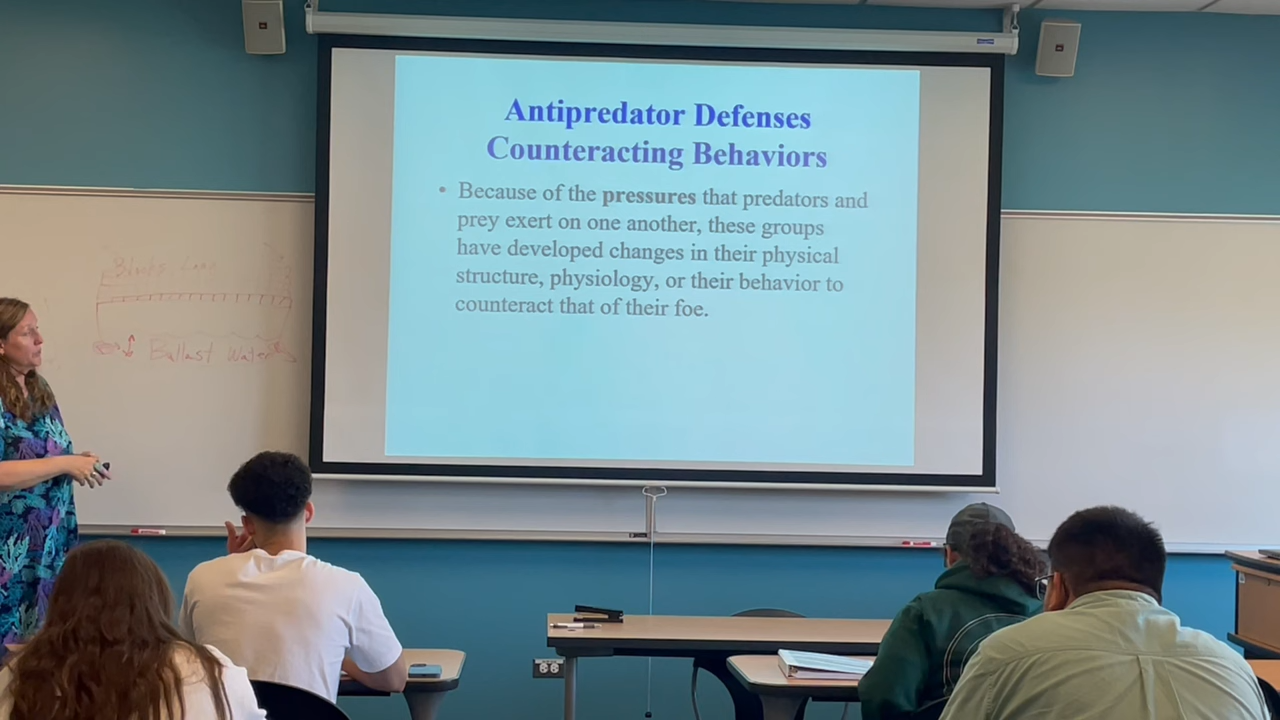 Antipredator Defenses
Counteracting Behaviors
• Because of the pressures that predators and
prey exert on one another, these groups
have developed changes in their physical
structure, physiology, or their behavior to
counteract that of their foe.
Ballast Water